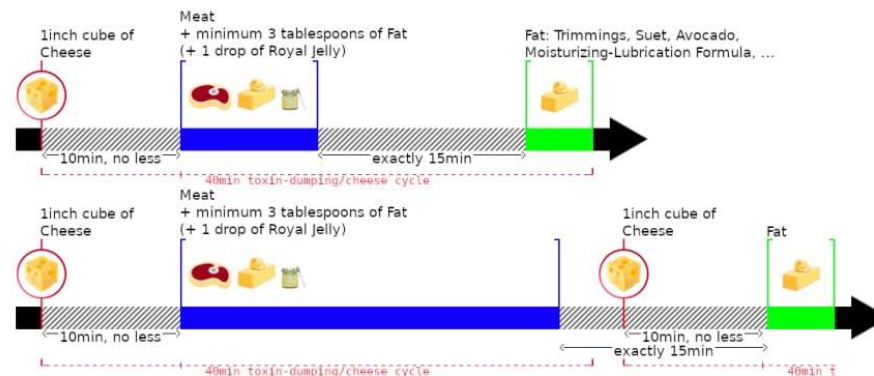 Meat
+ minimum 3 tablespoons of Fat
(+ 1 drop of Royal Jelly)
1inch cube of
Cheese
Fat: Trimmings, Suet, Avocado,
Moisturizing-Lubrication Formula, ...
10min, no less
exactly 15min
40min toxin-dumping/cheese cycle
Meat
+ minimum 3 tablespoons of Fat
(+ 1 drop of Royal Jelly)
1inch cube of
Cheese
1inch cube of
Cheese
Fat
10min, no less
10min, no less
exactly 15min
40min toxin-dumping/cheese cycle
40min t